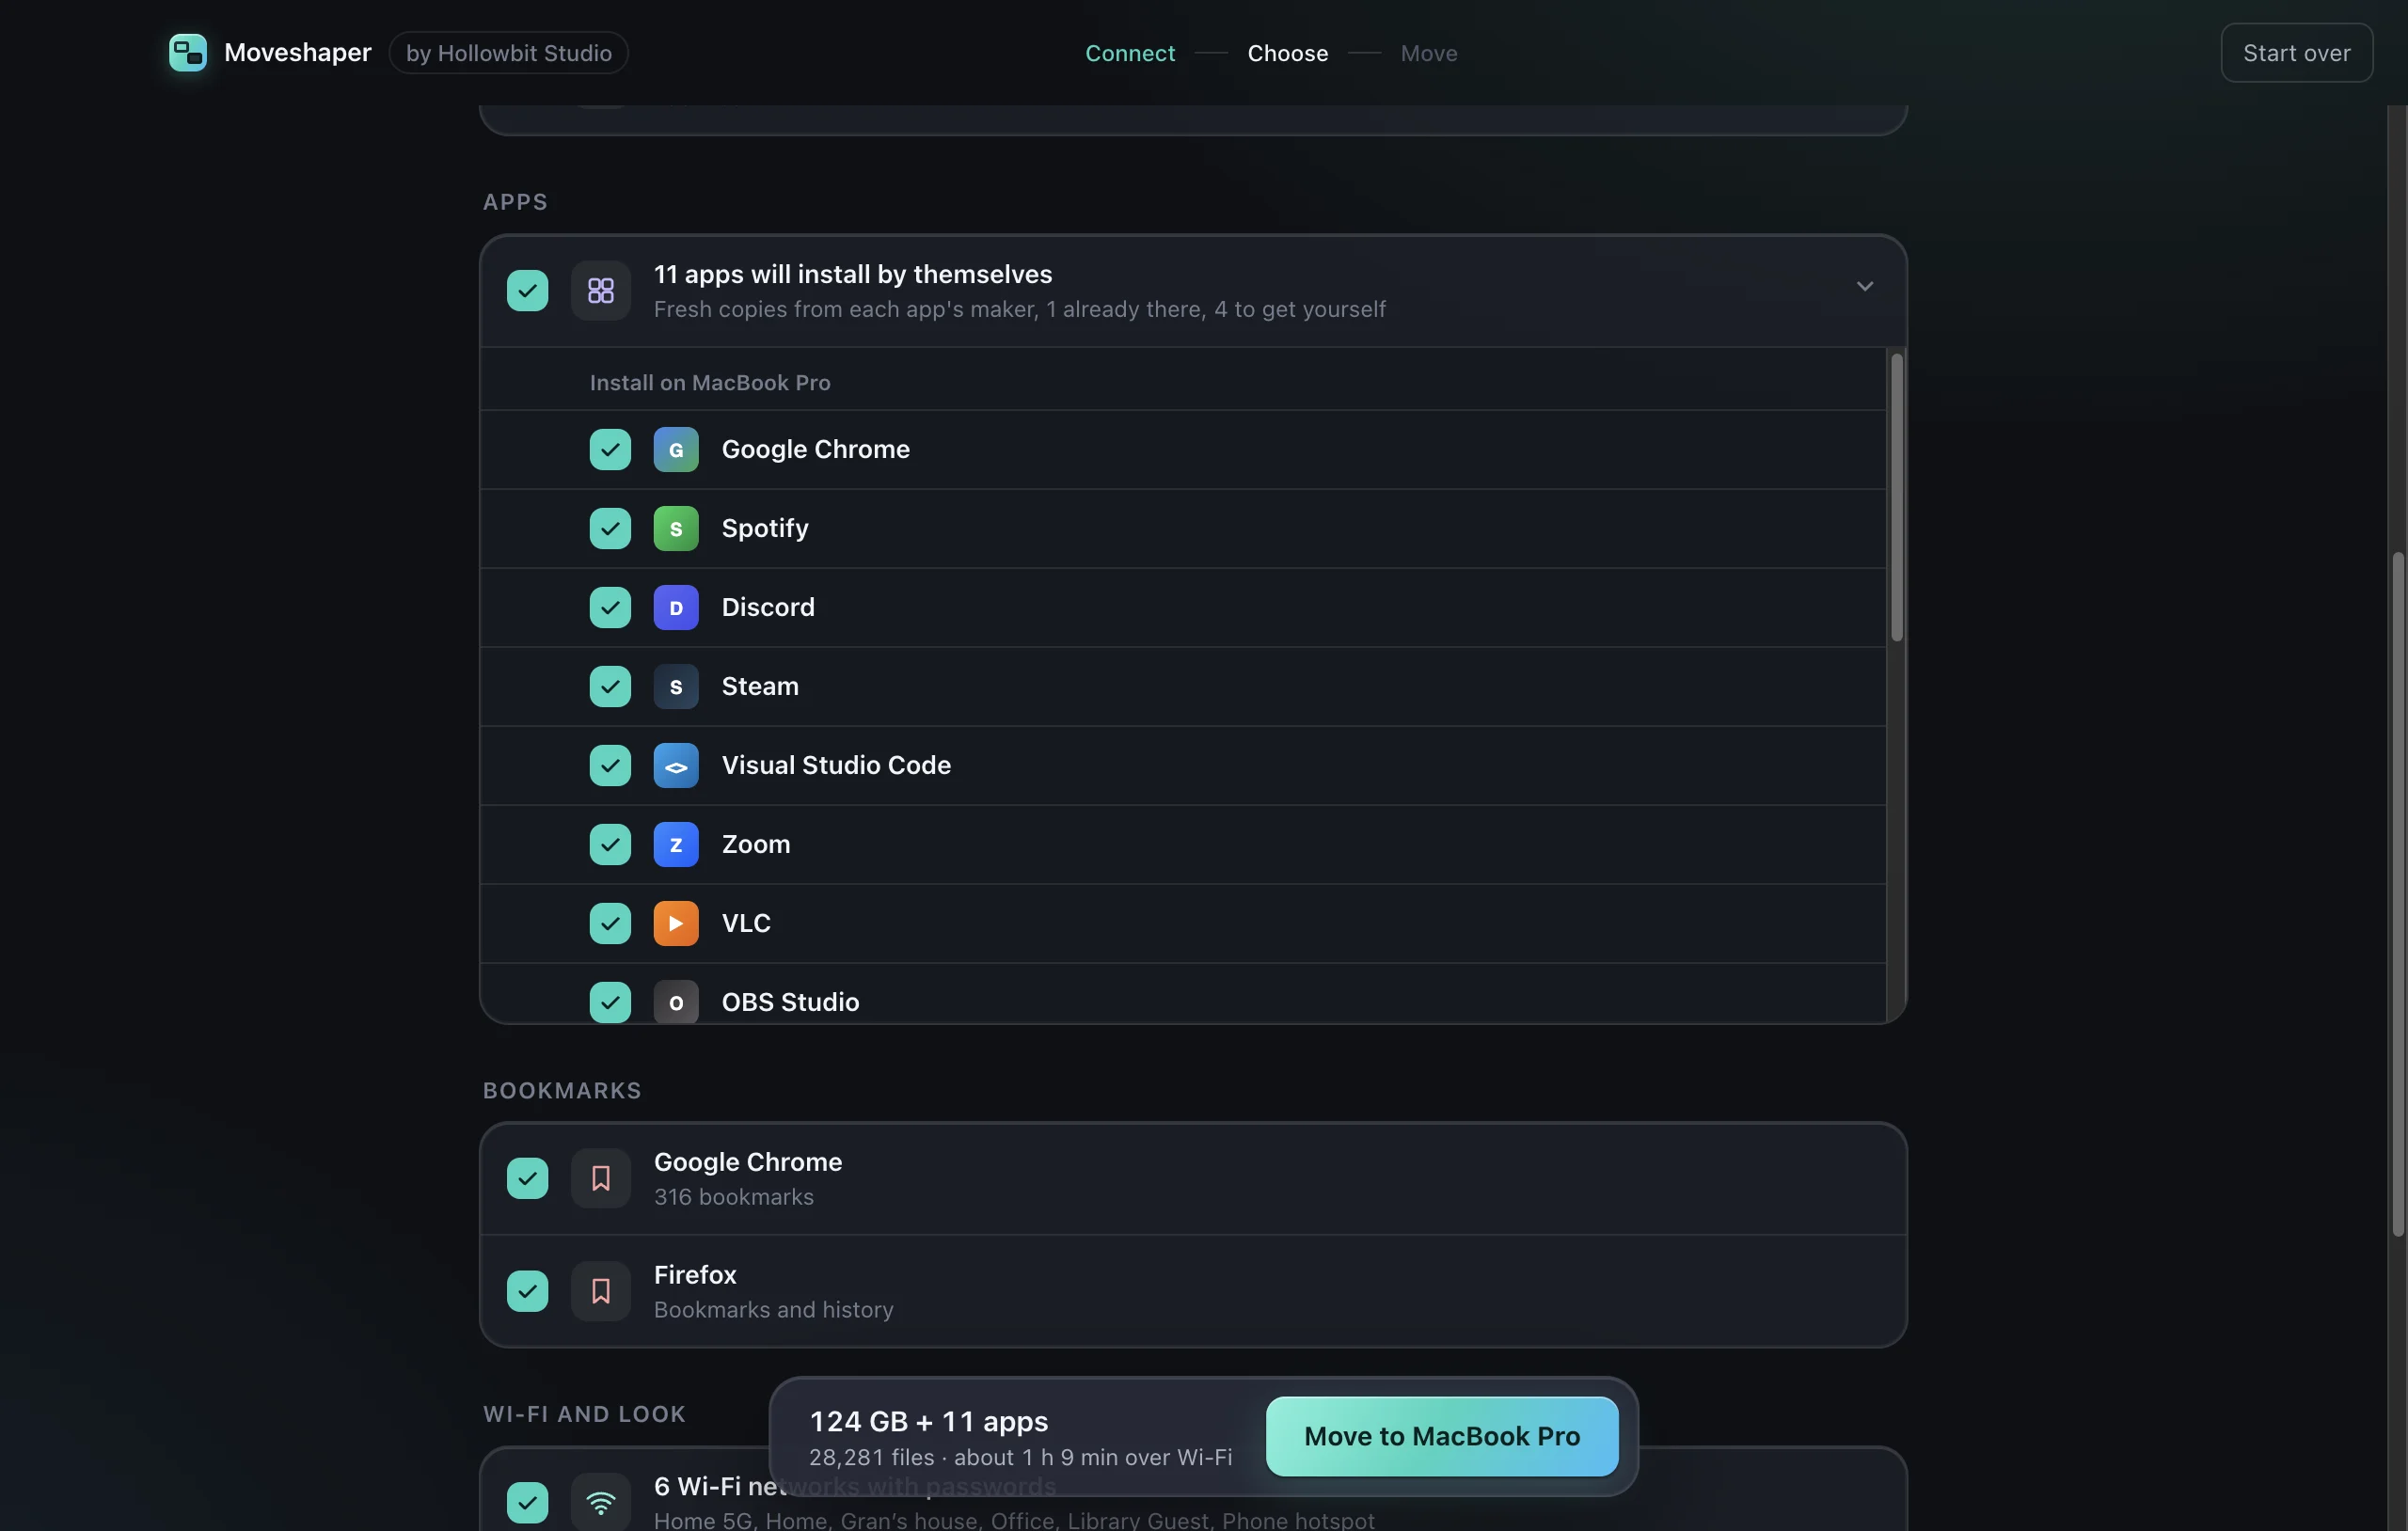 Moveshaper
by Hollowbit Studio
Connect
Choose
Move
Start over
APPS
11 apps will install by themselves
Fresh copies from each app's maker, 1 already there, 4 to get yourself
Install on MacBook Pro
G Google Chrome
S Spotify
D Discord
S Steam
<> Visual Studio Code
Z Zoom
VLC
O OBS Studio
BOOKMARKS
Google Chrome
316 bookmarks
Firefox
Bookmarks and history
WI-FI AND LOOK
124 GB + 11 apps
28,281 files · about 1 h 9 min over Wi-Fi
Move to MacBook Pro
6 Wi-Fi networks with passwords
Home 5G, Home, Gran’s house, Office, Library Guest, Phone hotspot